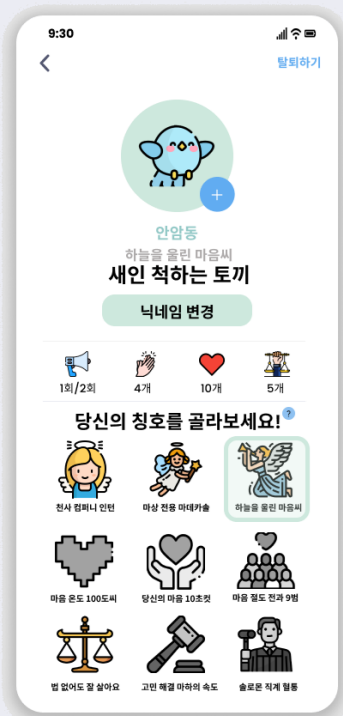 9:30
탈퇴하기
+
안암동
하늘을 울린 마음씨
새인 척하는 토끼
닉네임 변경
1회/2회 4개 10개 5개
당신의 칭호를 골라보세요! ?
천사 컴퍼니 인턴 마상 전용 마데카솔 하늘을 울린 마음씨
마음 온도 100도씨 당신의 마음 10초컷 마음 절도 전과 9범
법 없어도 잘 살아요 고민 해결 마하의 속도 솔로몬 직계 혈통